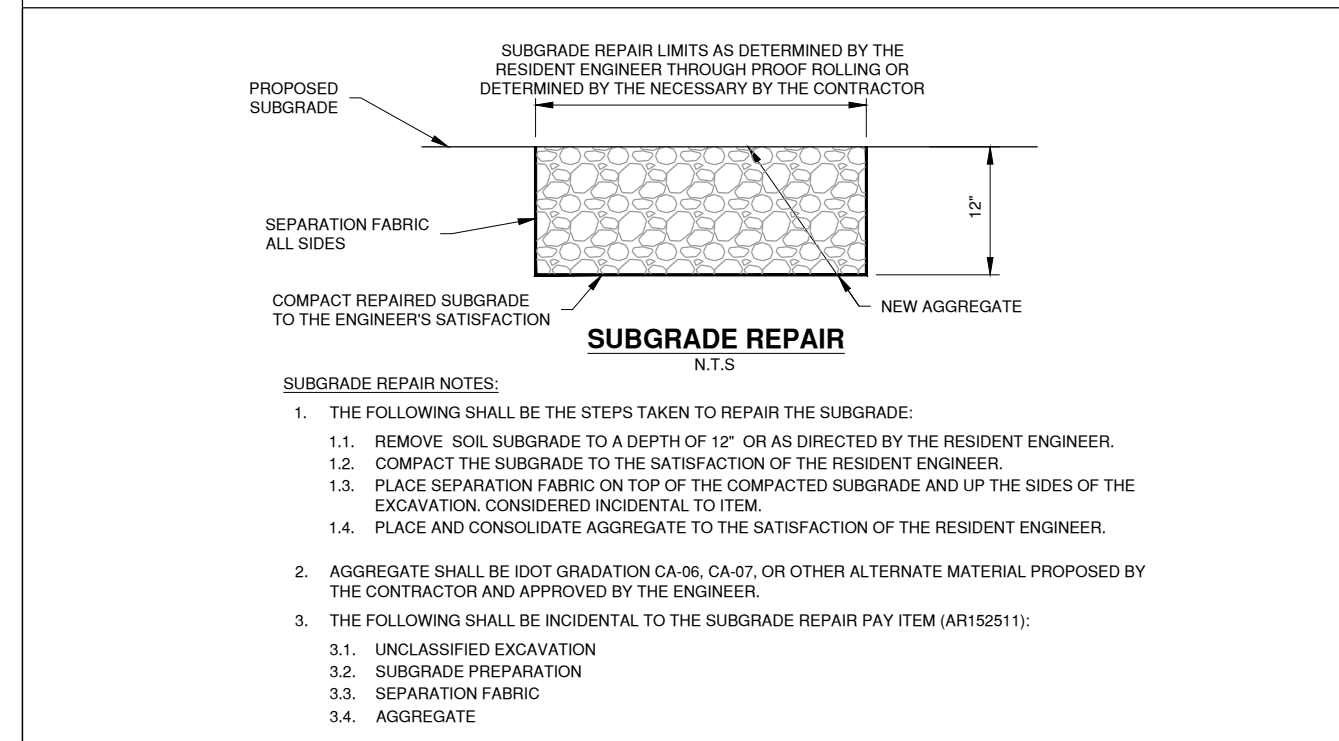 SUBGRADE REPAIR LIMITS AS DETERMINED BY THE
RESIDENT ENGINEER THROUGH PROOF ROLLING OR
DETERMINED BY THE NECESSARY BY THE CONTRACTOR
PROPOSED
SUBGRADE
SEPARATION FABRIC
ALL SIDES
12"
COMPACT REPAIRED SUBGRADE
TO THE ENGINEER'S SATISFACTION
NEW AGGREGATE
SUBGRADE REPAIR
N.T.S
SUBGRADE REPAIR NOTES:
1. THE FOLLOWING SHALL BE THE STEPS TAKEN TO REPAIR THE SUBGRADE:
1.1. REMOVE SOIL SUBGRADE TO A DEPTH OF 12" OR AS DIRECTED BY THE RESIDENT ENGINEER.
1.2. COMPACT THE SUBGRADE TO THE SATISFACTION OF THE RESIDENT ENGINEER.
1.3. PLACE SEPARATION FABRIC ON TOP OF THE COMPACTED SUBGRADE AND UP THE SIDES OF THE
EXCAVATION. CONSIDERED INCIDENTAL TO ITEM.
1.4. PLACE AND CONSOLIDATE AGGREGATE TO THE SATISFACTION OF THE RESIDENT ENGINEER.
2. AGGREGATE SHALL BE IDOT GRADATION CA-06, CA-07, OR OTHER ALTERNATE MATERIAL PROPOSED BY
THE CONTRACTOR AND APPROVED BY THE ENGINEER.
3. THE FOLLOWING SHALL BE INCIDENTAL TO THE SUBGRADE REPAIR PAY ITEM (AR152511):
3.1. UNCLASSIFIED EXCAVATION
3.2. SUBGRADE PREPARATION
3.3. SEPARATION FABRIC
3.4. AGGREGATE